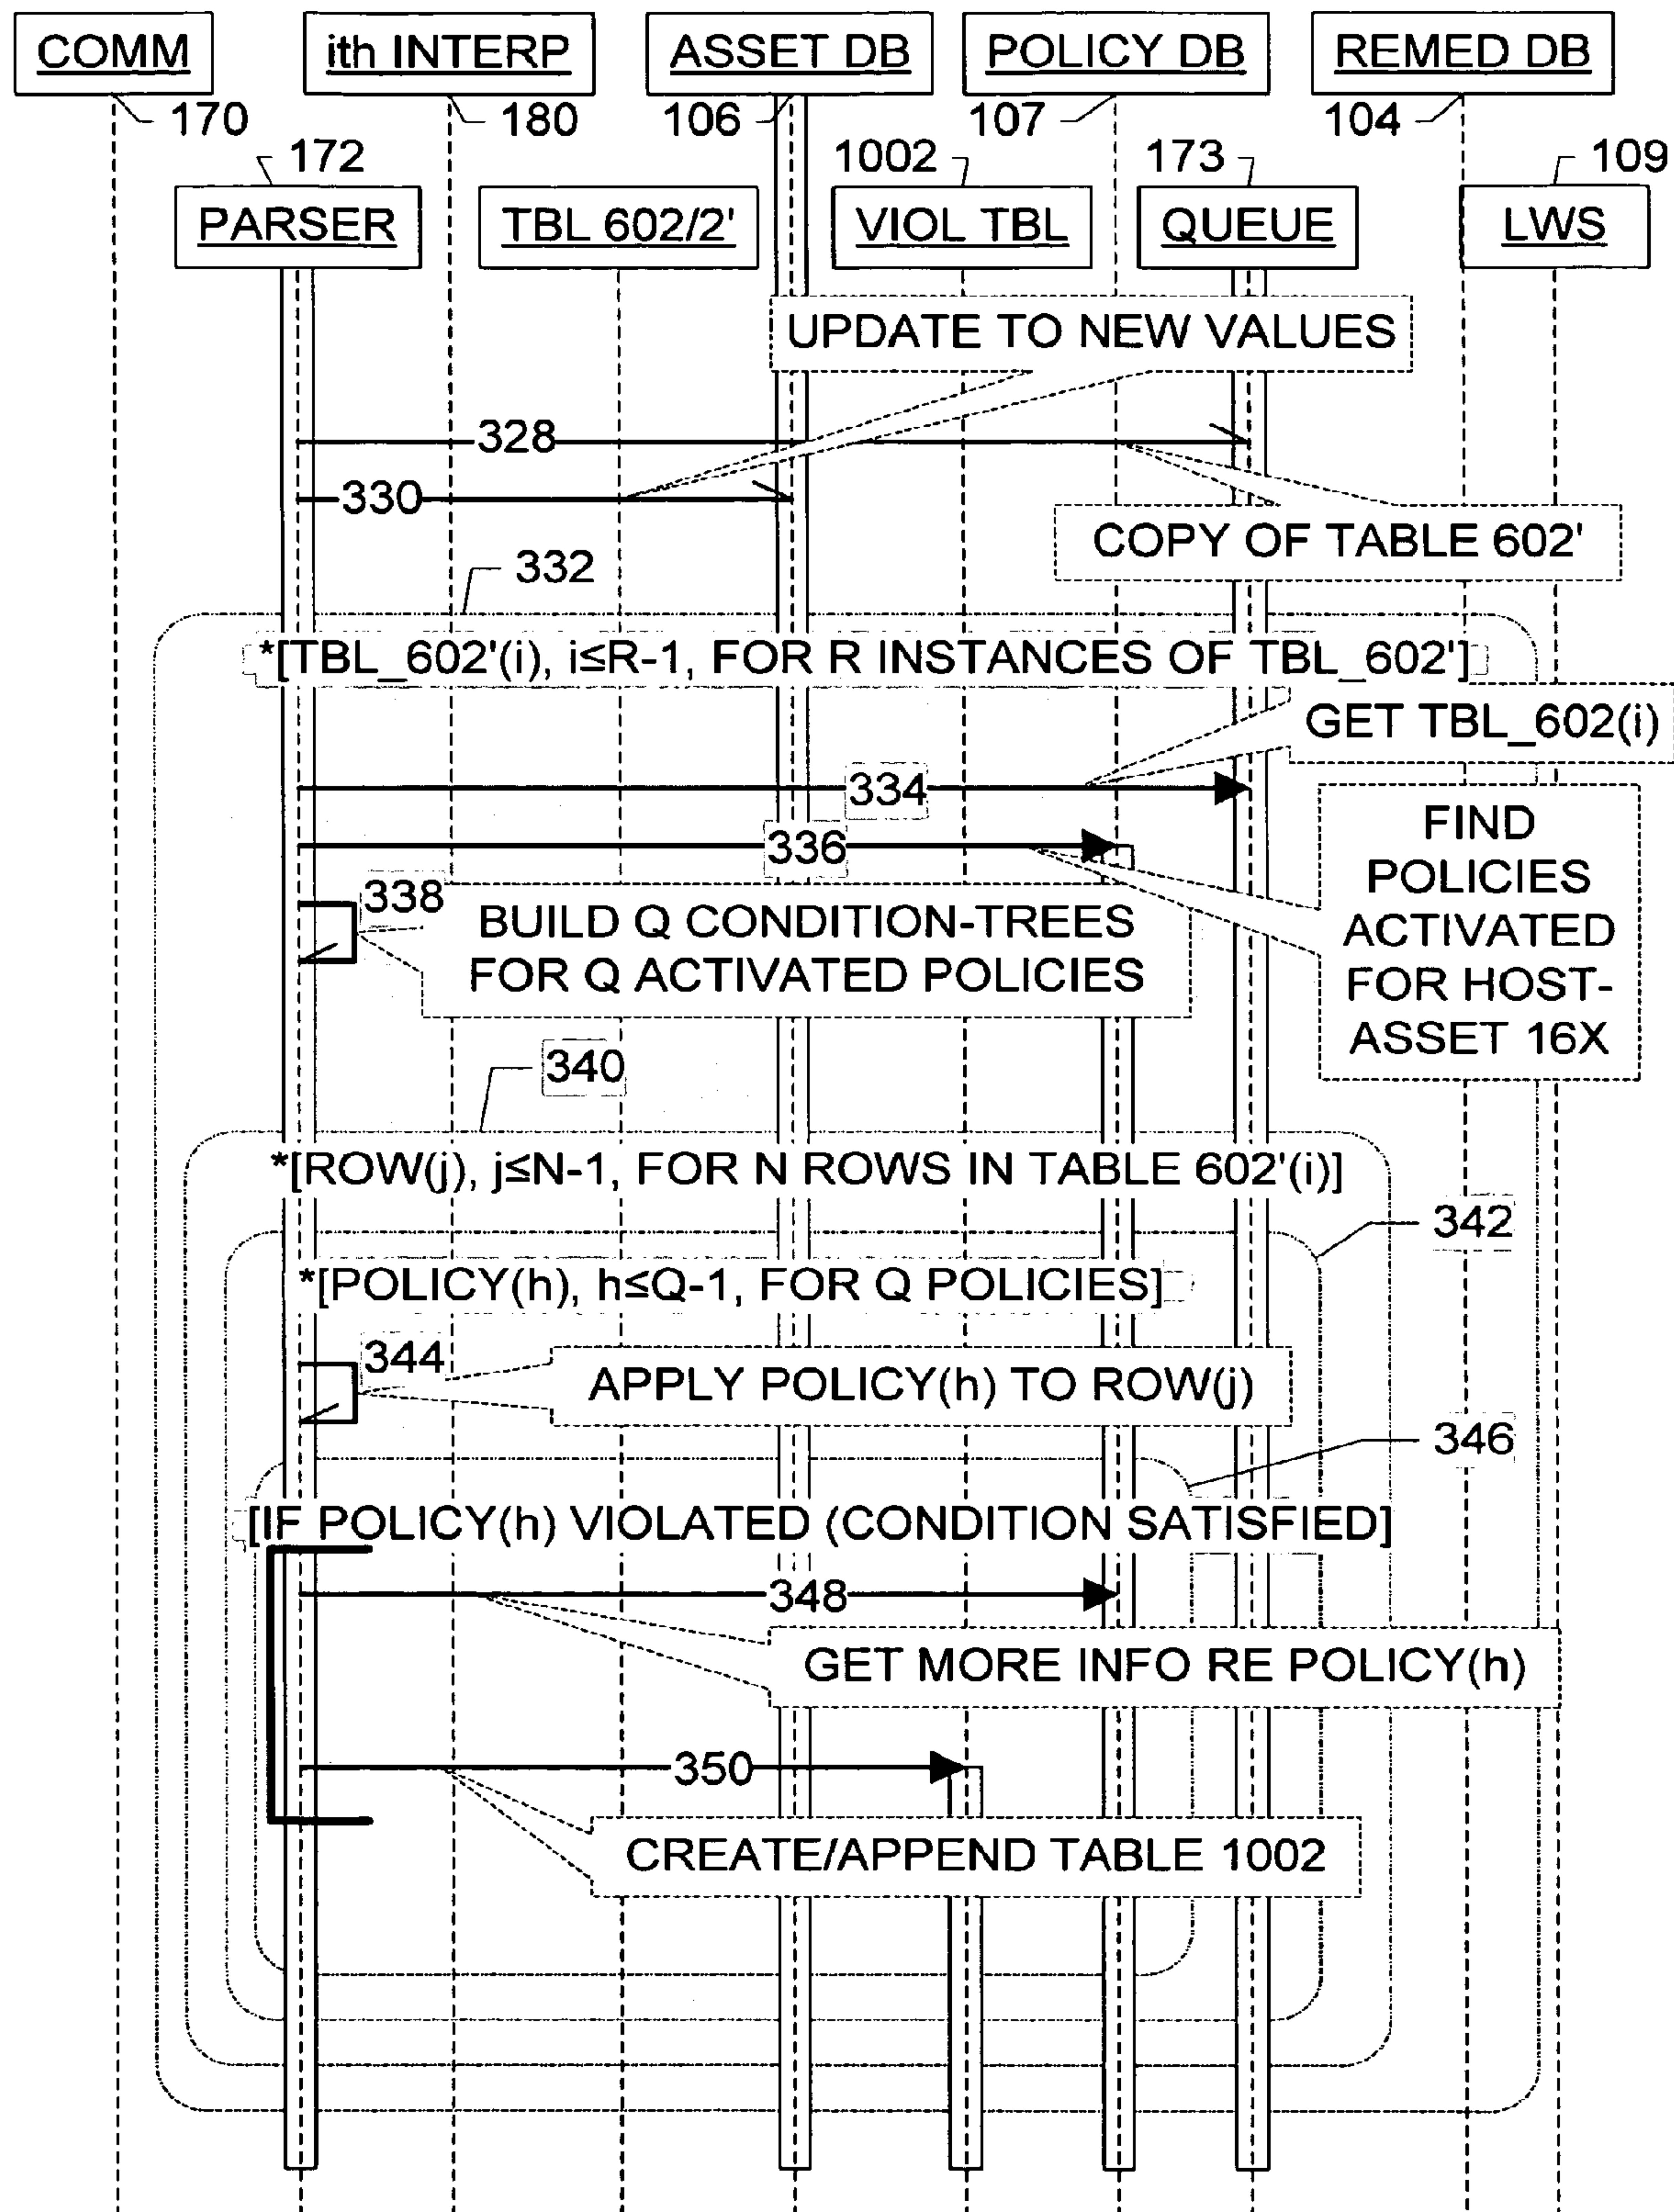 COMM
ith INTERP
ASSET DB
POLICY DB
REMED DB
170
180
106
107
104
172
1002
173
109
PARSER
TBL 602/2'
VIOL TBL
QUEUE
LWS
UPDATE TO NEW VALUES
328
330
COPY OF TABLE 602'
332
*[TBL_602'(i), i≤R-1, FOR R INSTANCES OF TBL_602']
GET TBL_602(i)
334
336
FIND
POLICIES
ACTIVATED
FOR HOST-
ASSET 16X
338
BUILD Q CONDITION-TREES
FOR Q ACTIVATED POLICIES
340
*[ROW(j), j≤N-1, FOR N ROWS IN TABLE 602'(i)]
342
*[POLICY(h), h≤Q-1, FOR Q POLICIES]
344
APPLY POLICY(h) TO ROW(j)
346
[IF POLICY(h) VIOLATED (CONDITION SATISFIED]
348
GET MORE INFO RE POLICY(h)
350
CREATE/APPEND TABLE 1002